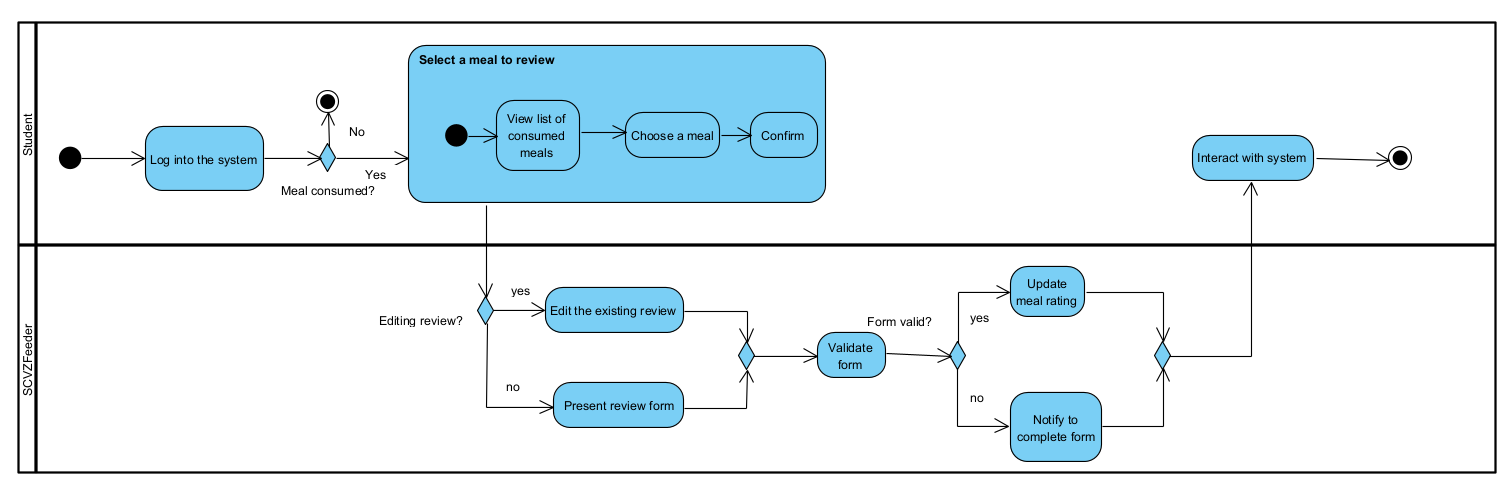 Student
Log into the system
No
Yes
Meal consumed?
Select a meal to review
View list of
consumed
meals
Choose a meal
Confirm
Interact with system
SCVZFeeder
Editing review?
yes
no
Edit the existing review
Present review form
Validate
form
Form valid?
yes
no
Update
meal rating
Notify to
complete form